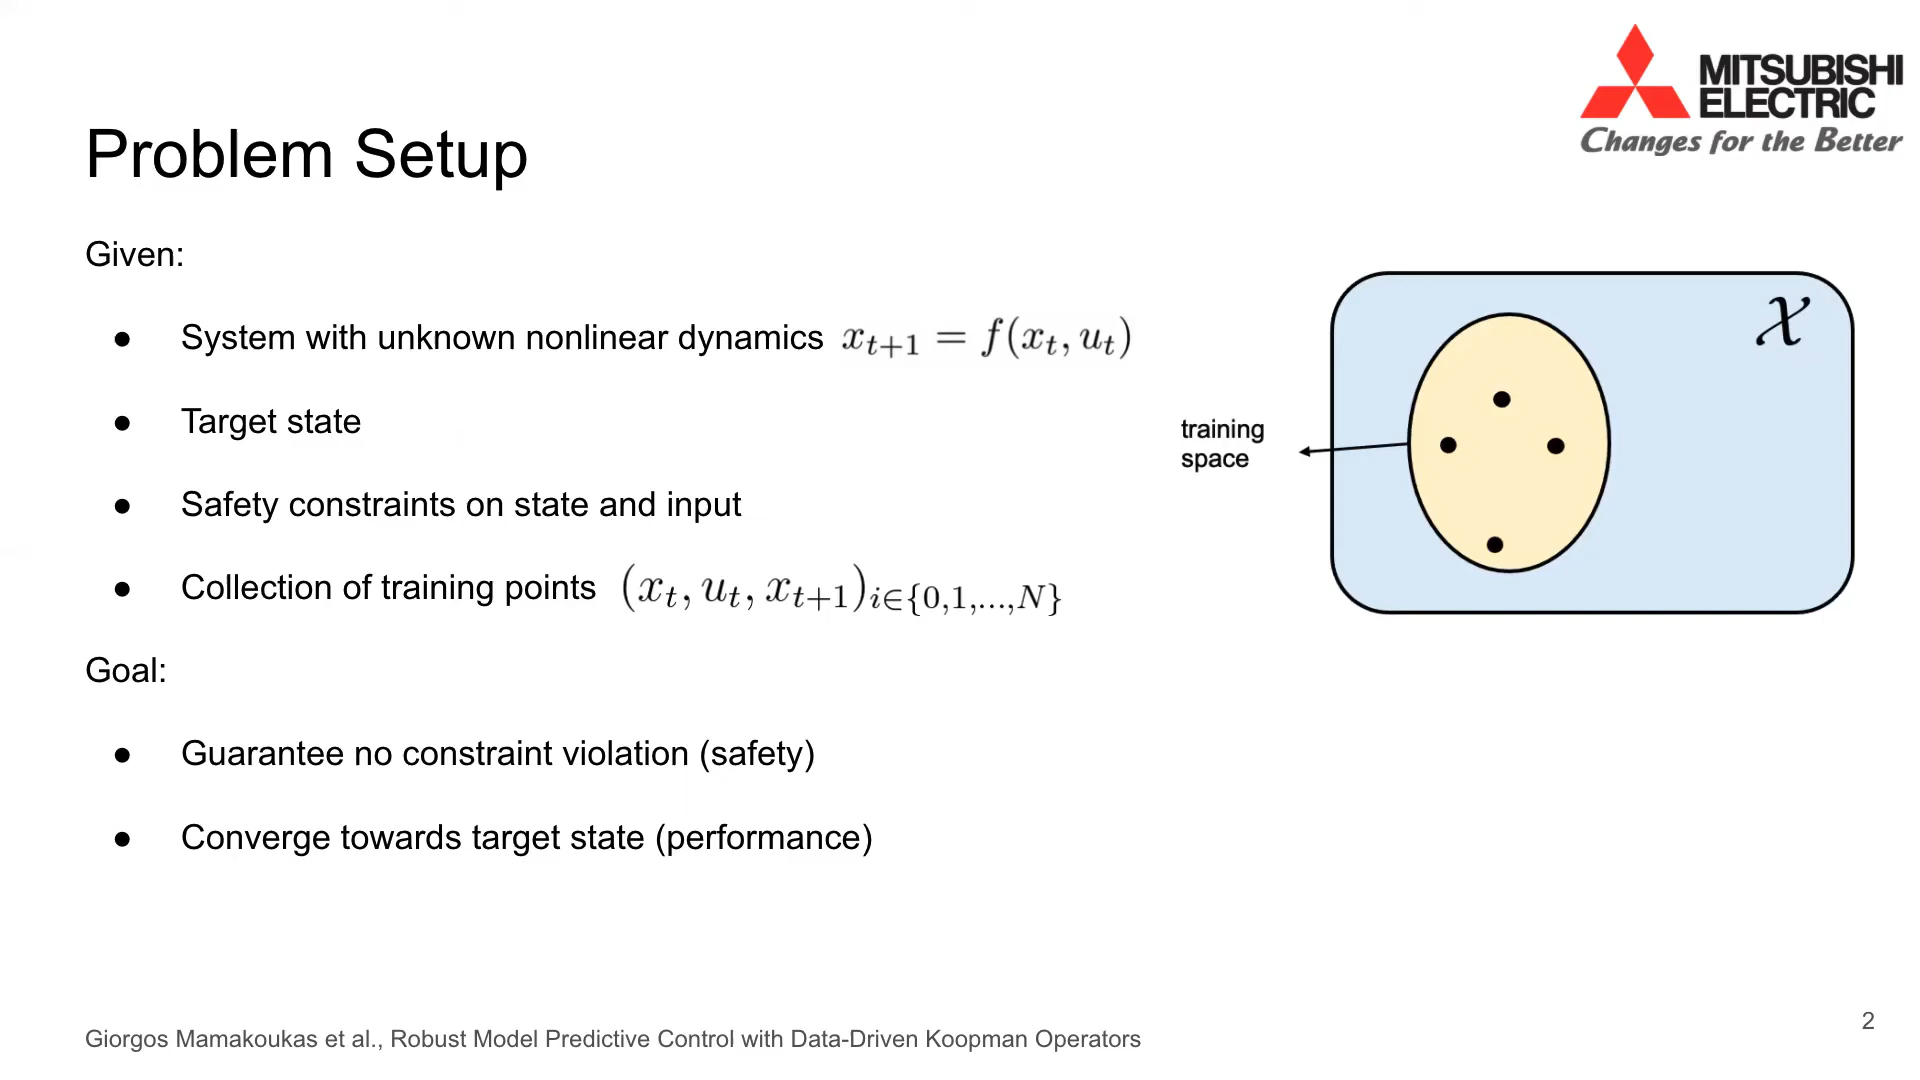 MITSUBISHI
ELECTRIC
Changes for the Better
Problem Setup
Given:
● System with unknown nonlinear dynamics $x_{t+1} = f(x_t, u_t)$
● Target state
● Safety constraints on state and input
● Collection of training points $(x_t, u_t, x_{t+1})_{i \in \{0,1,\ldots,N\}}$
Goal:
● Guarantee no constraint violation (safety)
● Converge towards target state (performance)
$\mathcal{X}$
training
space
Giorgos Mamakoukas et al., Robust Model Predictive Control with Data-Driven Koopman Operators
2